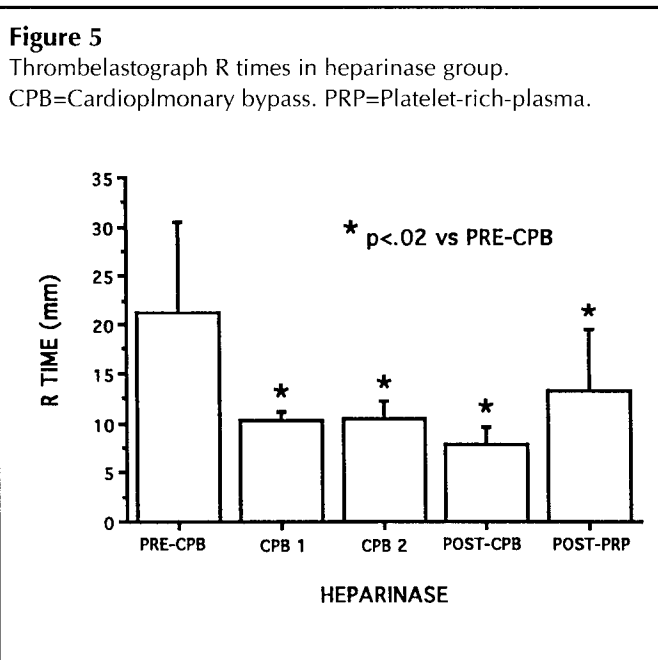 Figure 5
Thrombelastograph R times in heparinase group.
CPB=Cardioplmonary bypass. PRP=Platelet-rich-plasma.
35
30
25
20
15
10
5
0
R TIME (mm)
* p<.02 vs PRE-CPB
*
*
*
*
PRE-CPB
CPB 1
CPB 2
POST-CPB
POST-PRP
HEPARINASE